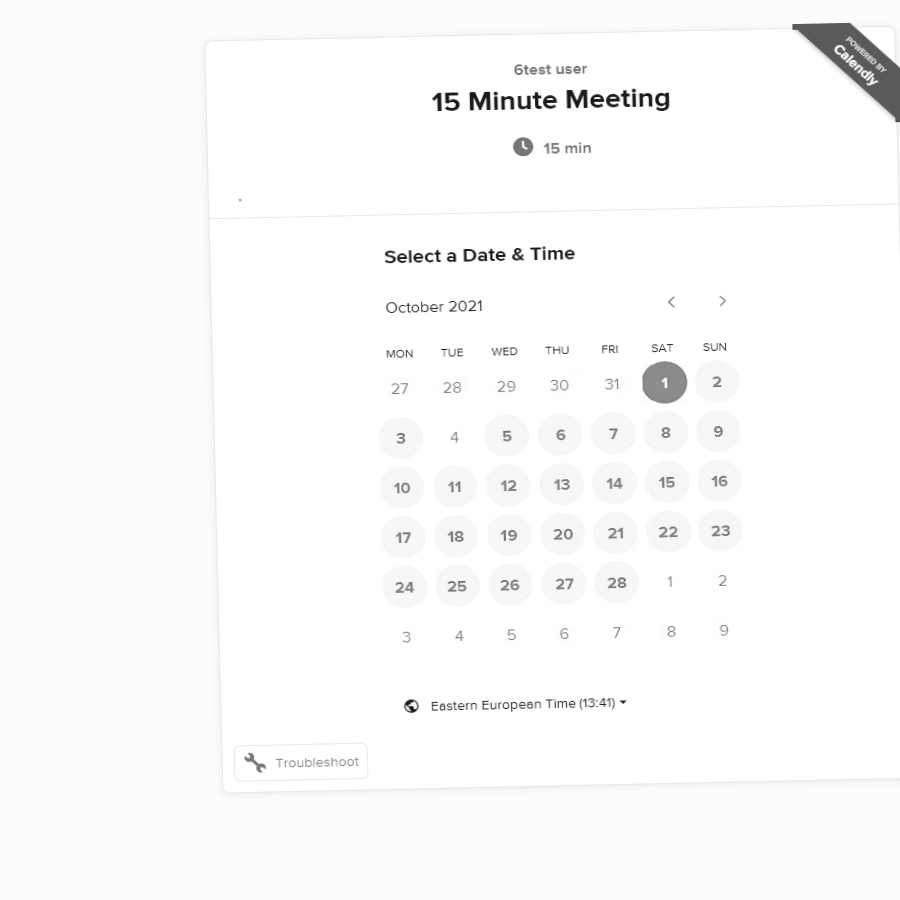 POWERED BY
Calendly
6test user
15 Minute Meeting
15 min
Select a Date & Time
October 2021
MON TUE WED THU FRI SAT SUN
27 28 29 30 31 1 2
3 4 5 6 7 8 9
10 11 12 13 14 15 16
17 18 19 20 21 22 23
24 25 26 27 28 1 2
3 4 5 6 7 8 9
Eastern European Time (13:41)
Troubleshoot